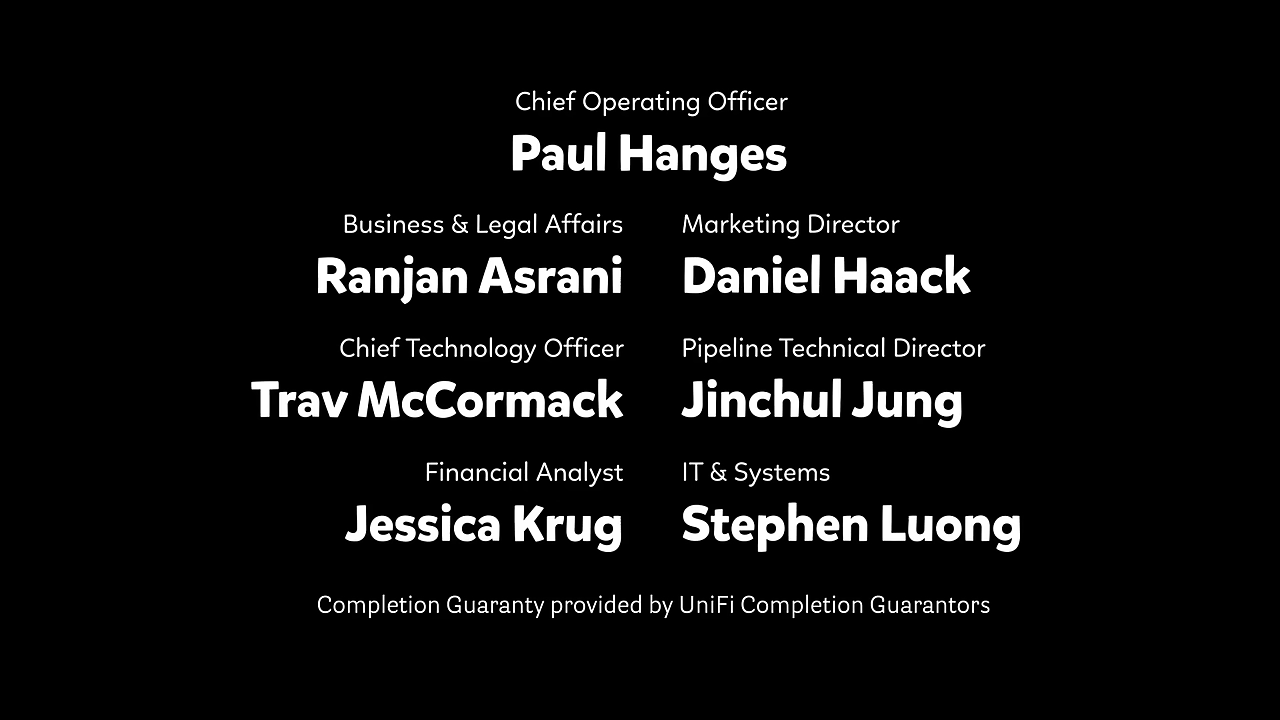 Chief Operating Officer
Paul Hanges
Business & Legal Affairs
Ranjan Asrani
Marketing Director
Daniel Haack
Chief Technology Officer
Trav McCormack
Pipeline Technical Director
Jinchul Jung
Financial Analyst
Jessica Krug
IT & Systems
Stephen Luong
Completion Guaranty provided by UniFi Completion Guarantors